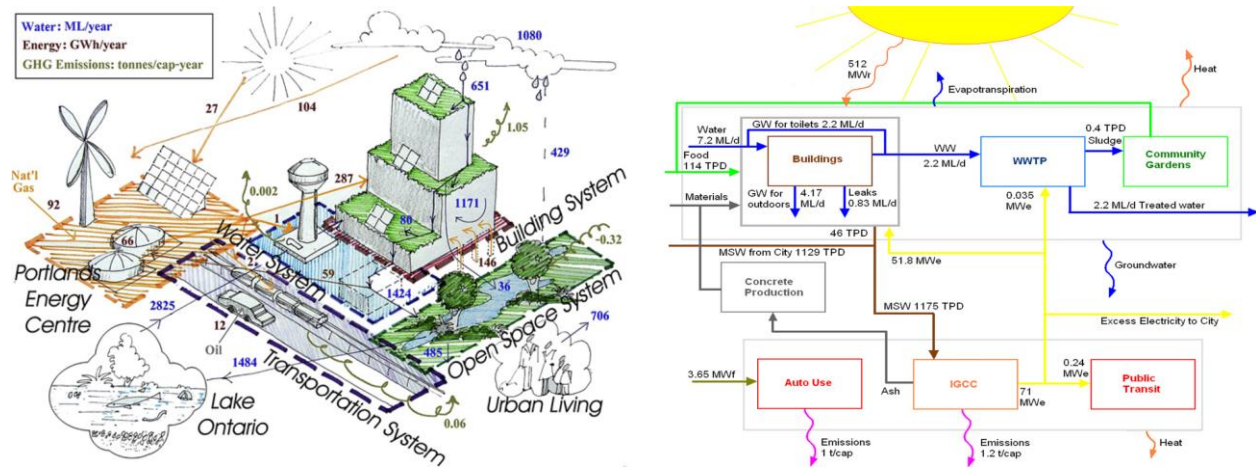 Water: ML/year
Energy: GWh/year
GHG Emissions: tonnes/cap-year
1080
651
27
104
1.05
429
Nat'l
Gas
92
0.002
287
1
1171
80
66
Water System
Building System
-0.32
146
59
2
Portlands
Energy
Centre
1424
36
2825
12
Oil
706
485
Open Space System
1484
Transportation System
Urban Living
Lake
Ontario
0.06
512
MWr
Heat
Evapotranspiration
Water
7.2 ML/d
GW for toilets 2.2 ML/d
Food
114 TPD
Buildings
WW
2.2 ML/d
WWTP
0.4 TPD
Sludge
Community
Gardens
GW for
outdoors
4.17
ML/d
Leaks
0.83 ML/d
0.035
MWe
2.2 ML/d Treated water
Materials
46 TPD
MSW from City 1129 TPD
51.8 MWe
Groundwater
Concrete
Production
MSW 1175 TPD
Excess Electricity to City
3.65 MWf
Auto Use
Ash
IGCC
71
MWe
0.24
MWe
Public
Transit
Emissions
1 t/cap
Emissions
1.2 t/cap
Heat